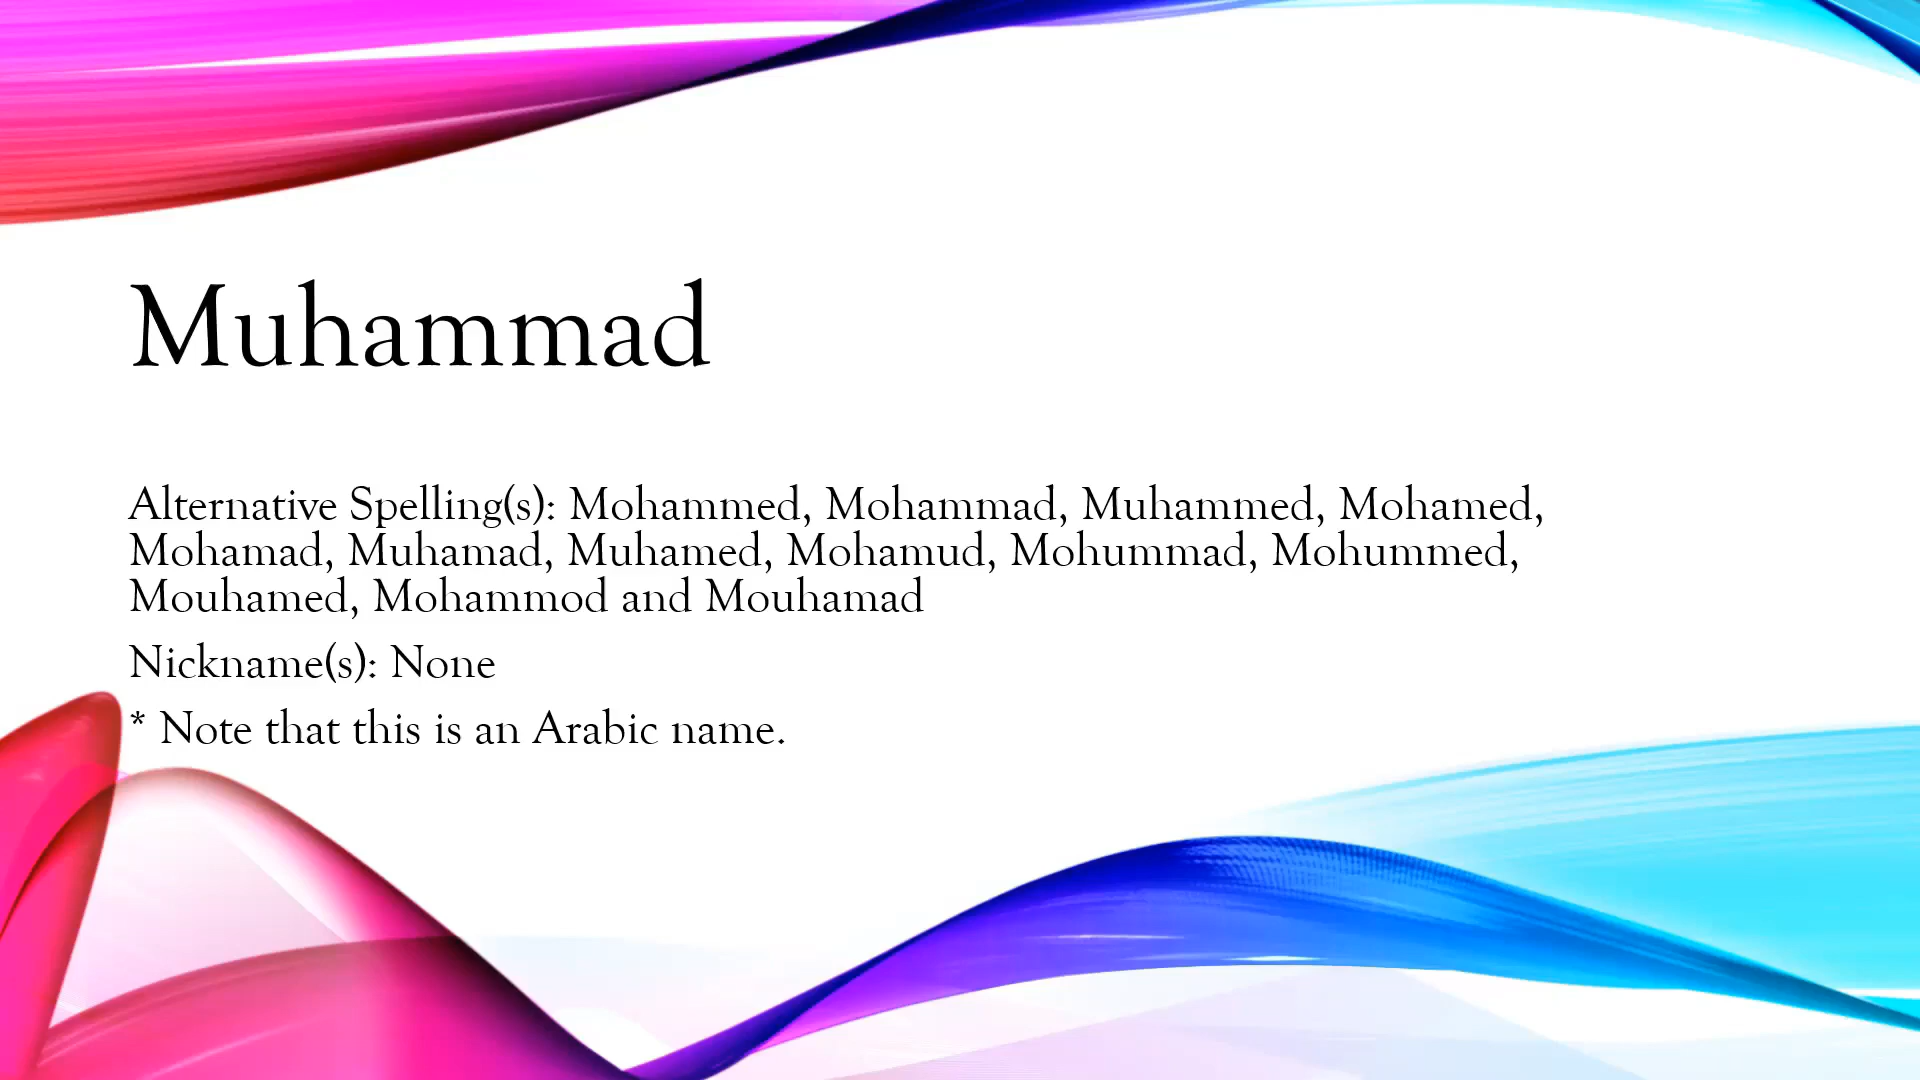 Muhammad
Alternative Spelling(s): Mohammed, Mohammad, Muhammed, Mohamed,
Mohamad, Muhamad, Muhamed, Mohamud, Mohummad, Mohummed,
Mouhamed, Mohammod and Mouhamad
Nickname(s): None
* Note that this is an Arabic name.